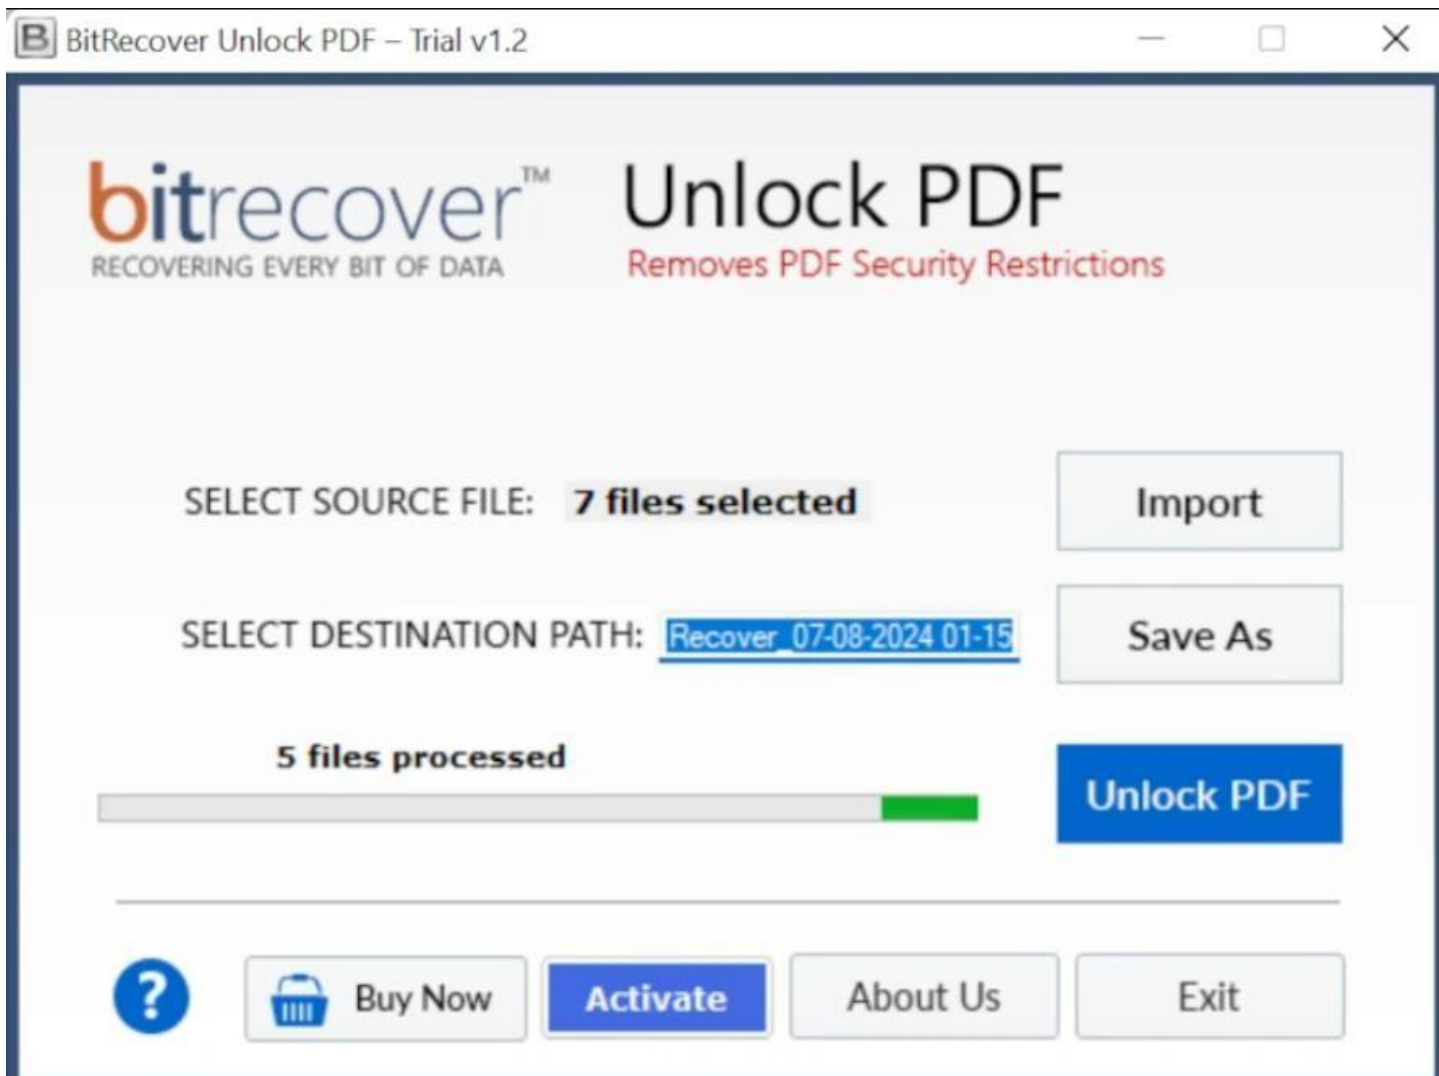 B BitRecover Unlock PDF – Trial v1.2
bitrecover™ Unlock PDF
RECOVERING EVERY BIT OF DATA Removes PDF Security Restrictions
SELECT SOURCE FILE: 7 files selected Import
SELECT DESTINATION PATH: Recover_07-08-2024 01-15 Save As
5 files processed
Unlock PDF
? Buy Now Activate About Us Exit